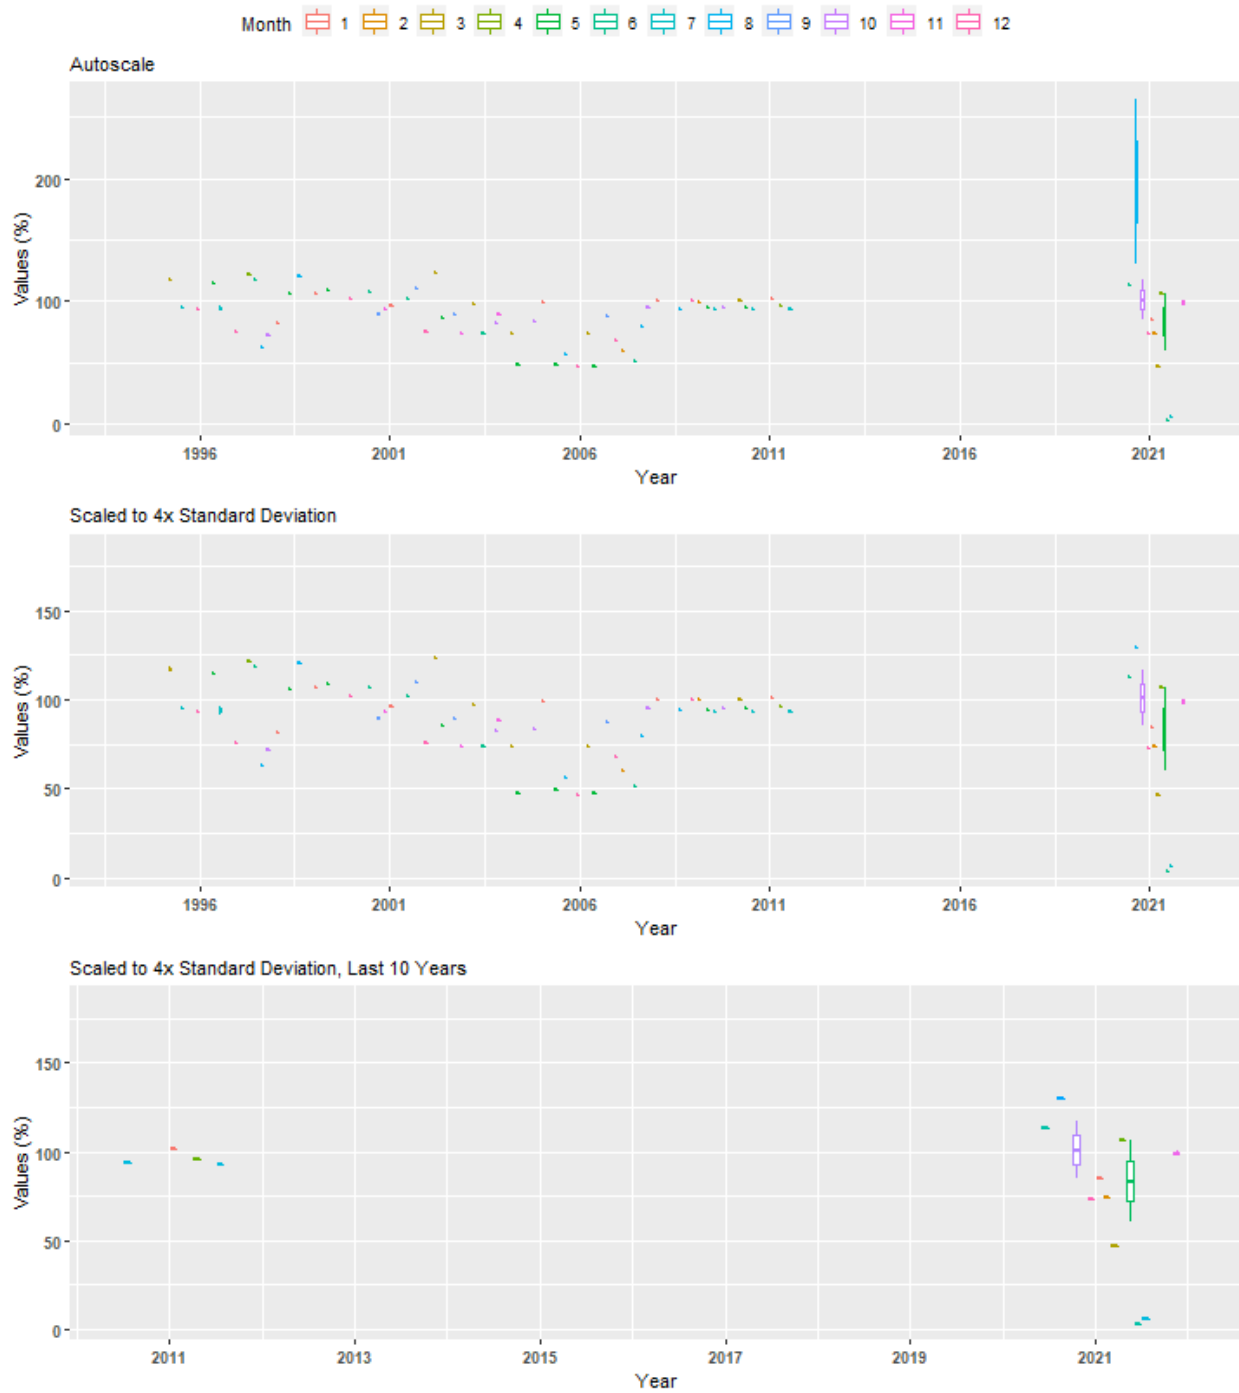 Month 1 2 3 4 5 6 7 8 9 10 11 12
Autoscale
Values (%)
200
100
0
1996 2001 2006 2011 2016 2021
Year
Scaled to 4x Standard Deviation
Values (%)
150
100
50
0
1996 2001 2006 2011 2016 2021
Year
Scaled to 4x Standard Deviation, Last 10 Years
Values (%)
150
100
50
0
2011 2013 2015 2017 2019 2021
Year